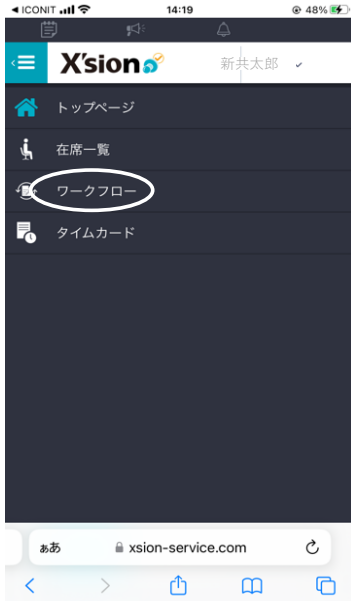 ICONIT 14:19 48%
X'sion 新共太郎
トップページ
在席一覧
ワークフロー
タイムカード
ぁあ xsion-service.com